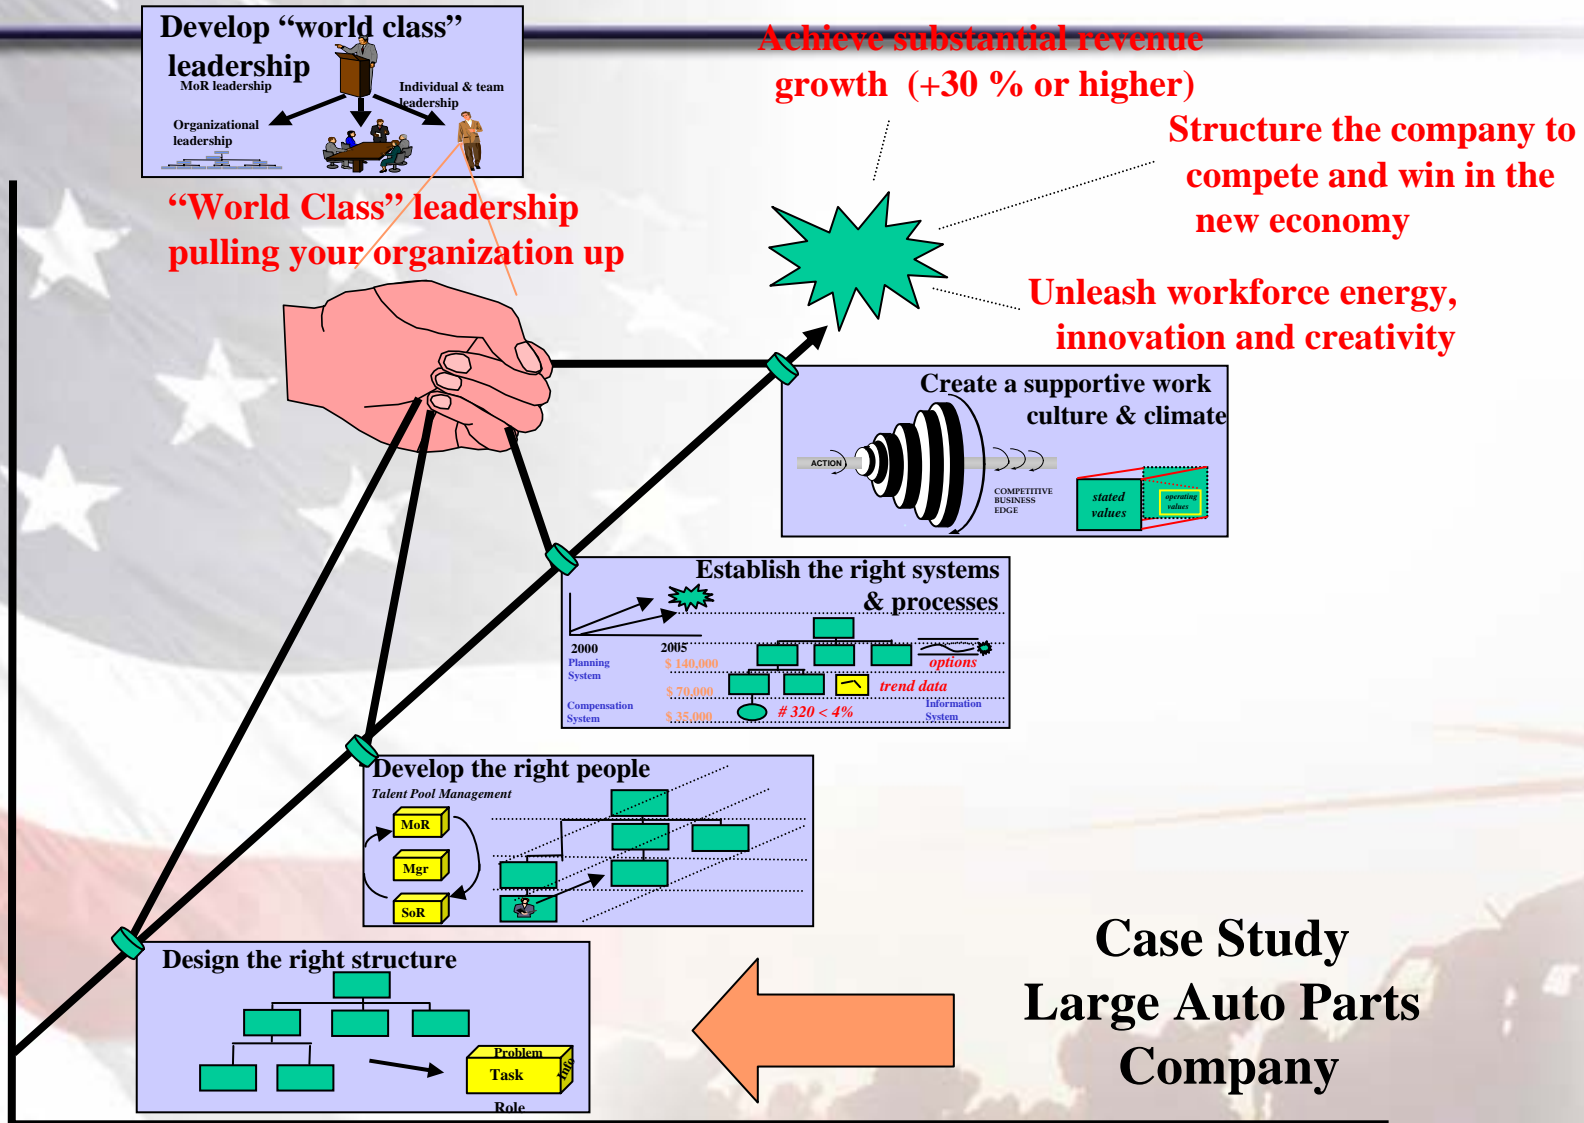 Develop “world class”
leadership
MoR leadership
Individual & team
leadership
Organizational
leadership
“World Class” leadership
pulling your organization up
Achieve substantial revenue
growth (+30 % or higher)
Structure the company to
compete and win in the
new economy
Unleash workforce energy,
innovation and creativity
Create a supportive work
culture & climate
ACTION
COMPETITIVE
BUSINESS
EDGE
stated
values
operating
values
Establish the right systems
& processes
2000
2005
Planning
System
$ 140,000
options
$ 70,000
trend data
Compensation
System
$ 35,000
# 320 < 4%
Information
System
Develop the right people
Talent Pool Management
MoR
Mgr
SoR
Design the right structure
Problem
Task
Info
Role
Case Study
Large Auto Parts
Company